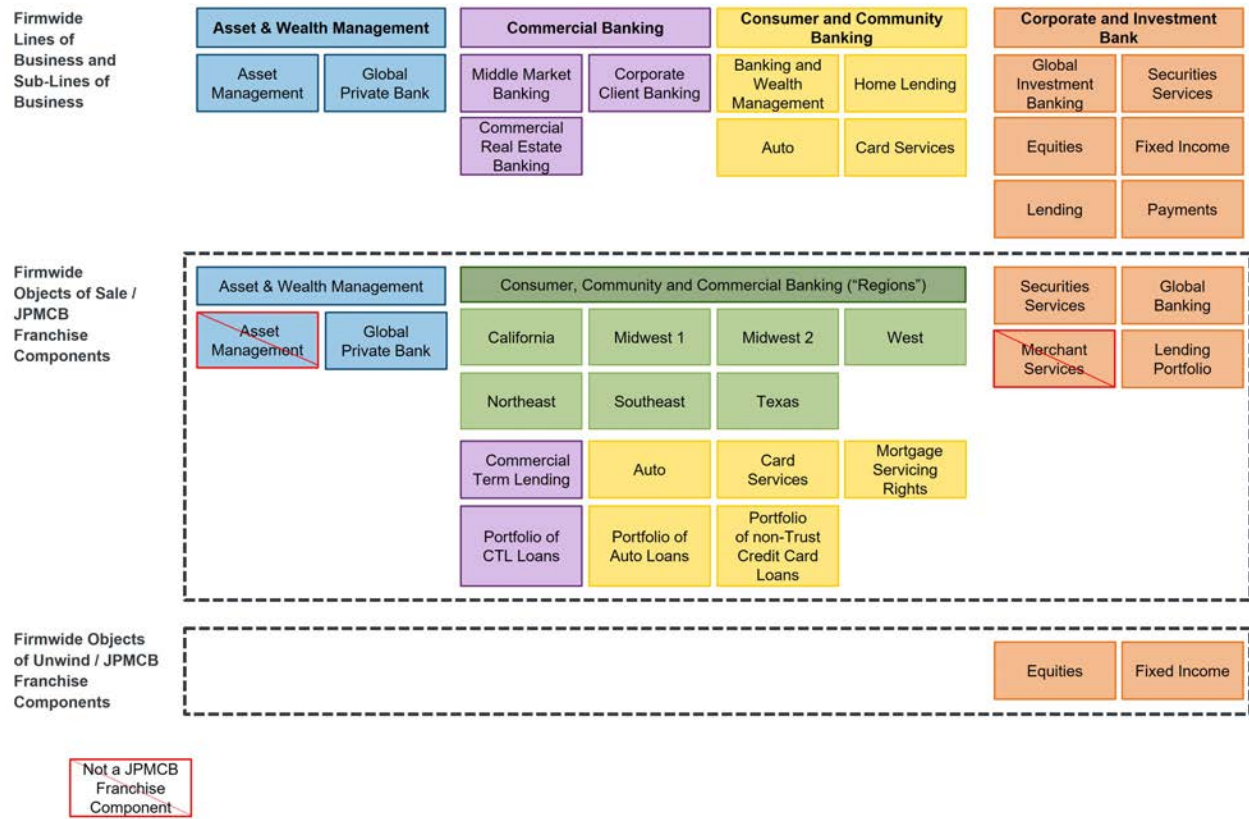 Firmwide
Lines of
Business and
Sub-Lines of
Business
Asset & Wealth Management
Commercial Banking
Consumer and Community
Banking
Corporate and Investment
Bank
Asset
Management
Global
Private Bank
Middle Market
Banking
Corporate
Client Banking
Banking and
Wealth
Management
Home Lending
Global
Investment
Banking
Securities
Services
Commercial
Real Estate
Banking
Auto
Card Services
Equities
Fixed Income
Lending
Payments
Firmwide
Objects of Sale /
JPMCB
Franchise
Components
Asset & Wealth Management
Consumer, Community and Commercial Banking ("Regions")
Securities
Services
Global
Banking
Asset
Management
Global
Private Bank
California
Midwest 1
Midwest 2
West
Merchant
Services
Lending
Portfolio
Northeast
Southeast
Texas
Commercial
Term Lending
Auto
Card
Services
Mortgage
Servicing
Rights
Portfolio of
CTL Loans
Portfolio of
Auto Loans
Portfolio
of non-Trust
Credit Card
Loans
Firmwide Objects
of Unwind / JPMCB
Franchise
Components
Equities
Fixed Income
Not a JPMCB
Franchise
Component